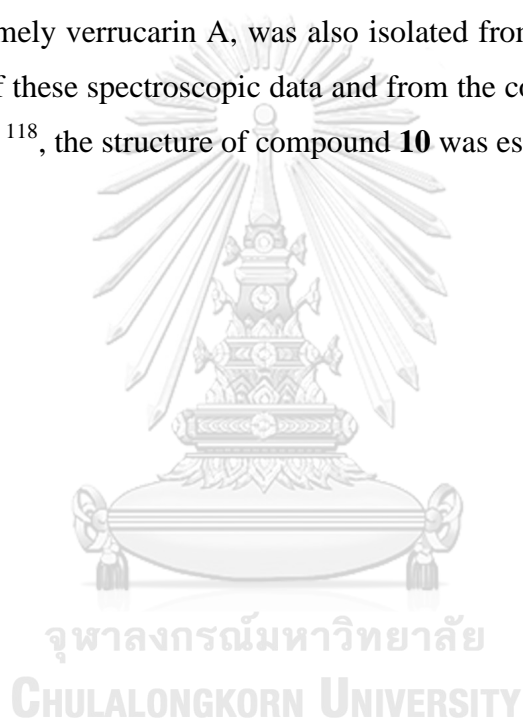 mely verrucarin A, was also isolated from
f these spectroscopic data and from the co
118, the structure of compound 10 was es
จุฬาลงกรณ์มหาวิทยาลัย
CHULALONGKORN UNIVERSITY